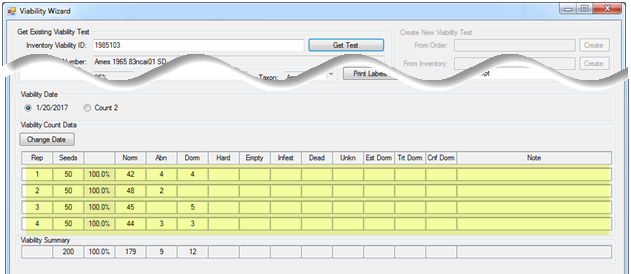 Viability Wizard
Get Existing Viability Test
Create New Viability Test
Inventory Viability ID: 1985103 Get Test From Order: Create
Number: Ames 1965 83ncai01 SD
From Inventory: Create
Taxon: Print Labels
Viability Date
1/20/2017 Count 2
Viability Count Data
Change Date
Rep Seeds Norm Abn Dorm Hard Empty Infest Dead Unkn Est Dorm Trt Dorm Cnf Dorm Note
1 50 100.0% 42 4 4
2 50 100.0% 48 2
3 50 100.0% 45 5
4 50 100.0% 44 3 3
Viability Summary
200 100.0% 179 9 12